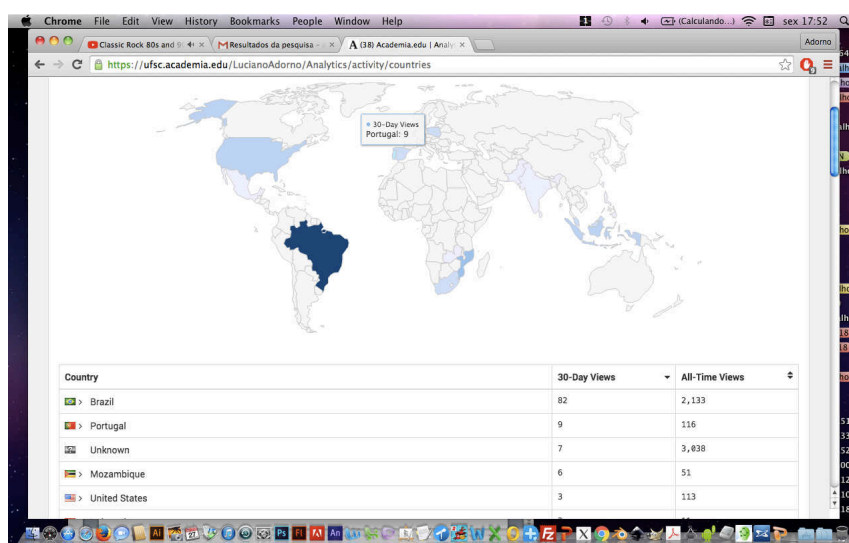 Chrome File Edit View History Bookmarks People Window Help
(Calculando...) sex 17:52
Classic Rock 80s and 9
Resultados da pesquisa –
(38) Academia.edu | Analy
Adorno
https://ufsc.academia.edu/LucianoAdorno/Analytics/activity/countries
30-Day Views
Portugal: 9
Country 30-Day Views All-Time Views
Brazil 82 2,133
Portugal 9 116
Unknown 7 3,038
Mozambique 6 51
United States 3 113